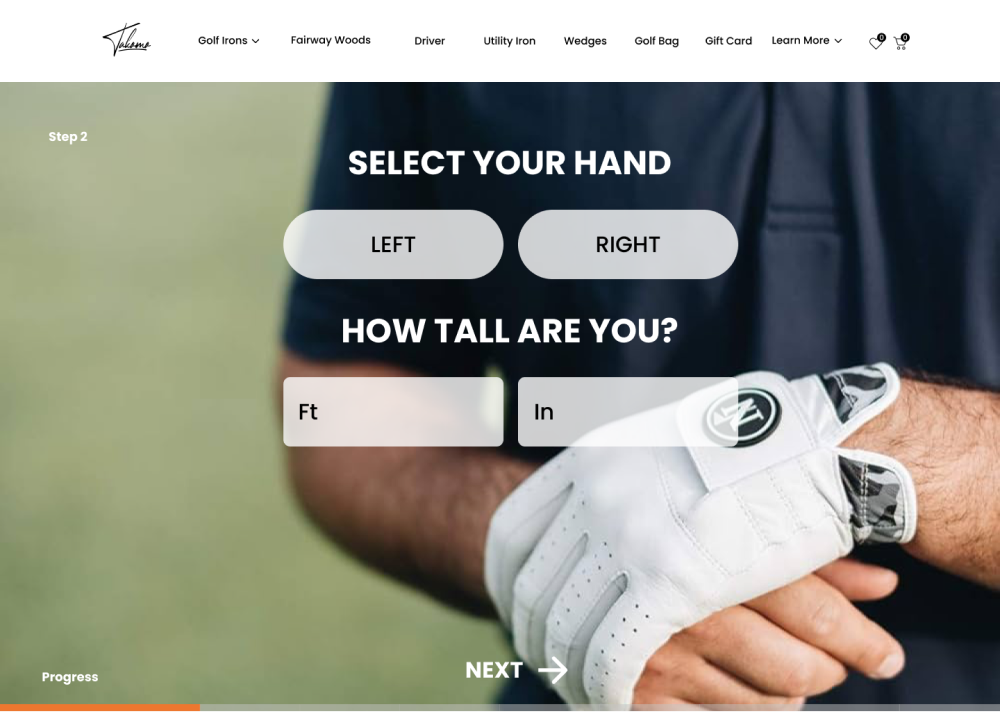 Takomo
Golf Irons
Fairway Woods
Driver
Utility Iron
Wedges
Golf Bag
Gift Card
Learn More
0
0
Step 2
SELECT YOUR HAND
LEFT
RIGHT
HOW TALL ARE YOU?
Ft
In
NEXT
Progress